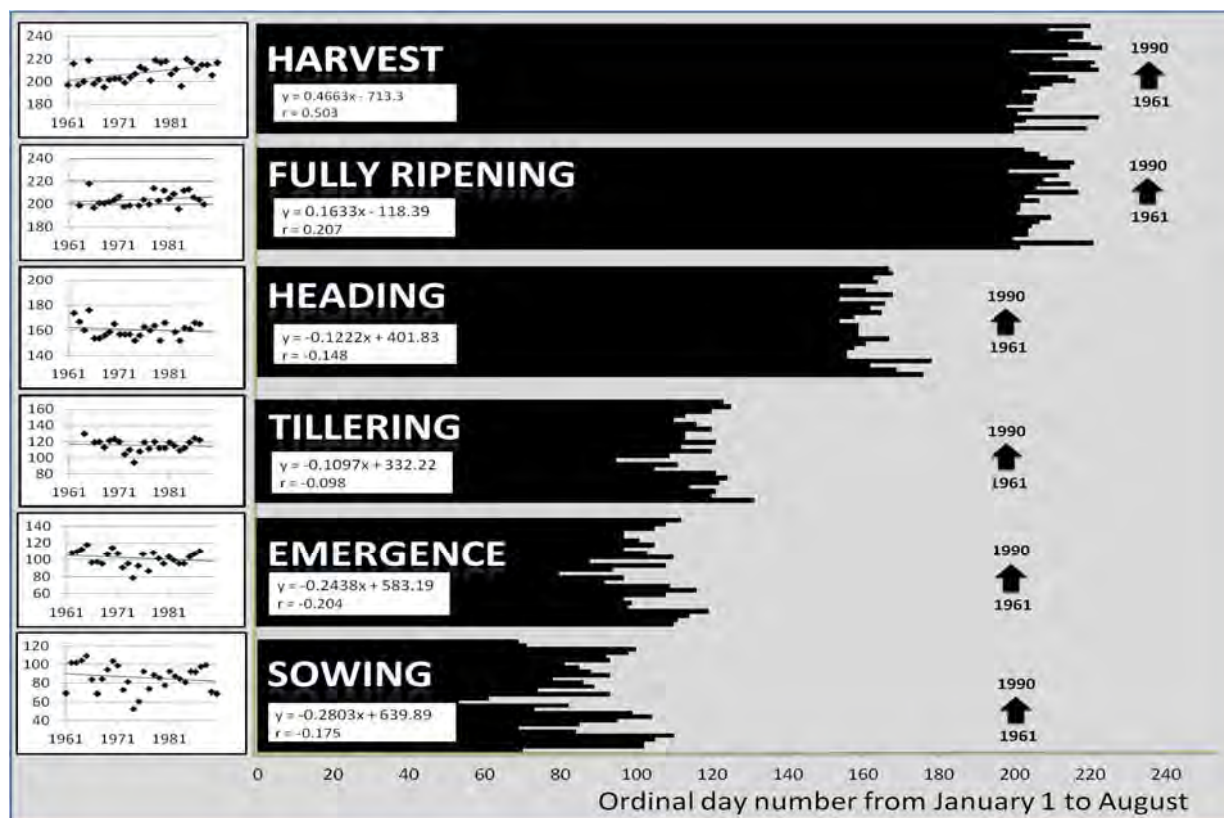 240
220
200
180
1961 1971 1981
HARVEST
y = 0.4663x - 713.3
r = 0.503
1990
1961
240
220
200
180
1961 1971 1981
FULLY RIPENING
y = 0.1633x - 118.39
r = 0.207
1990
1961
200
180
160
140
1961 1971 1981
HEADING
y = -0.1222x + 401.83
r = -0.148
1990
1961
160
140
120
100
80
1961 1971 1981
TILLERING
y = -0.1097x + 332.22
r = -0.098
1990
1961
140
120
100
80
60
1961 1971 1981
EMERGENCE
y = -0.2438x + 583.19
r = -0.204
1990
1961
120
100
80
60
40
1961 1971 1981
SOWING
y = -0.2803x + 639.89
r = -0.175
1990
1961
0 20 40 60 80 100 120 140 160 180 200 220 240
Ordinal day number from January 1 to August